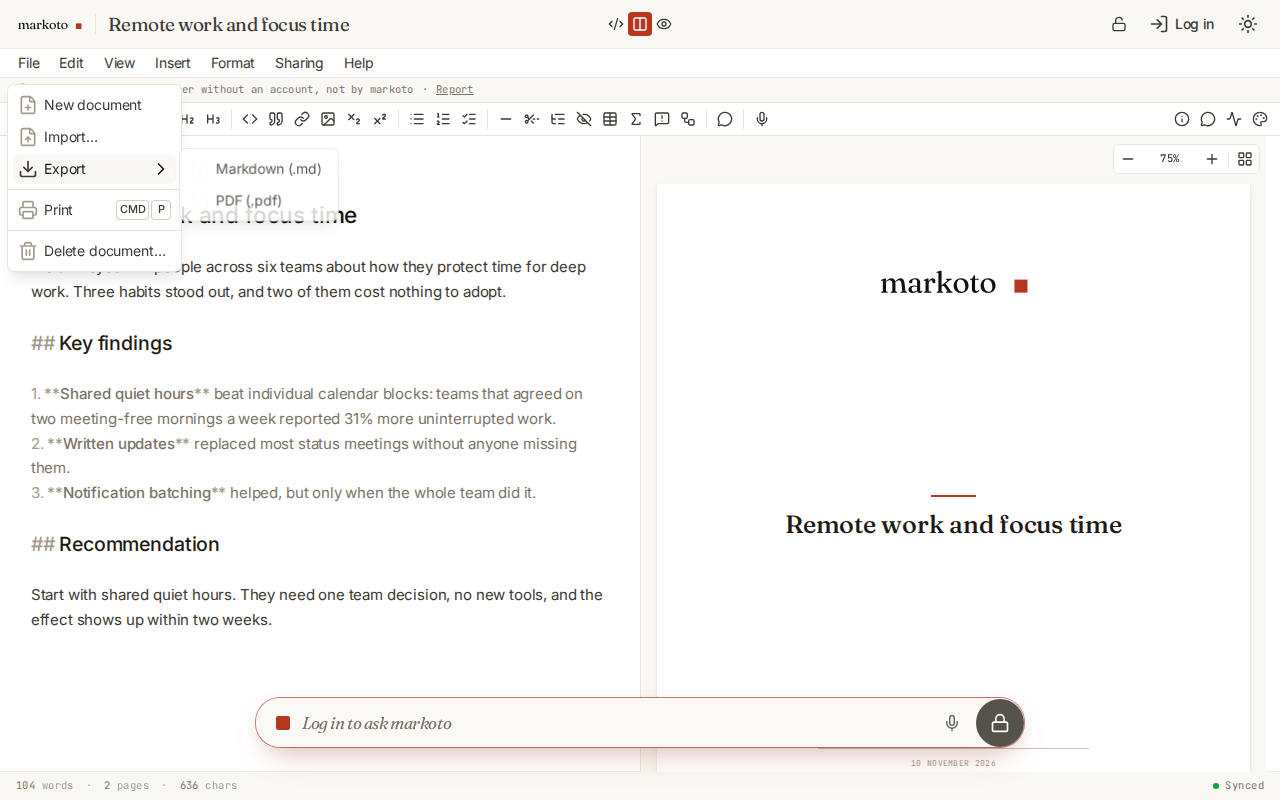 markoto
Remote work and focus time
Log in
File Edit View Insert Format Sharing Help
er without an account, not by markoto · Report
New document
Import...
Export
Print CMD P
Delete document...
Markdown (.md)
PDF (.pdf)
H2 H3
X2 X2
75%
k and focus time
people across six teams about how they protect time for deep
work. Three habits stood out, and two of them cost nothing to adopt.
## Key findings
1. **Shared quiet hours** beat individual calendar blocks: teams that agreed on
two meeting-free mornings a week reported 31% more uninterrupted work.
2. **Written updates** replaced most status meetings without anyone missing
them.
3. **Notification batching** helped, but only when the whole team did it.
## Recommendation
Start with shared quiet hours. They need one team decision, no new tools, and the
effect shows up within two weeks.
markoto
Remote work and focus time
10 NOVEMBER 2026
Log in to ask markoto
104 words · 2 pages · 636 chars
Synced